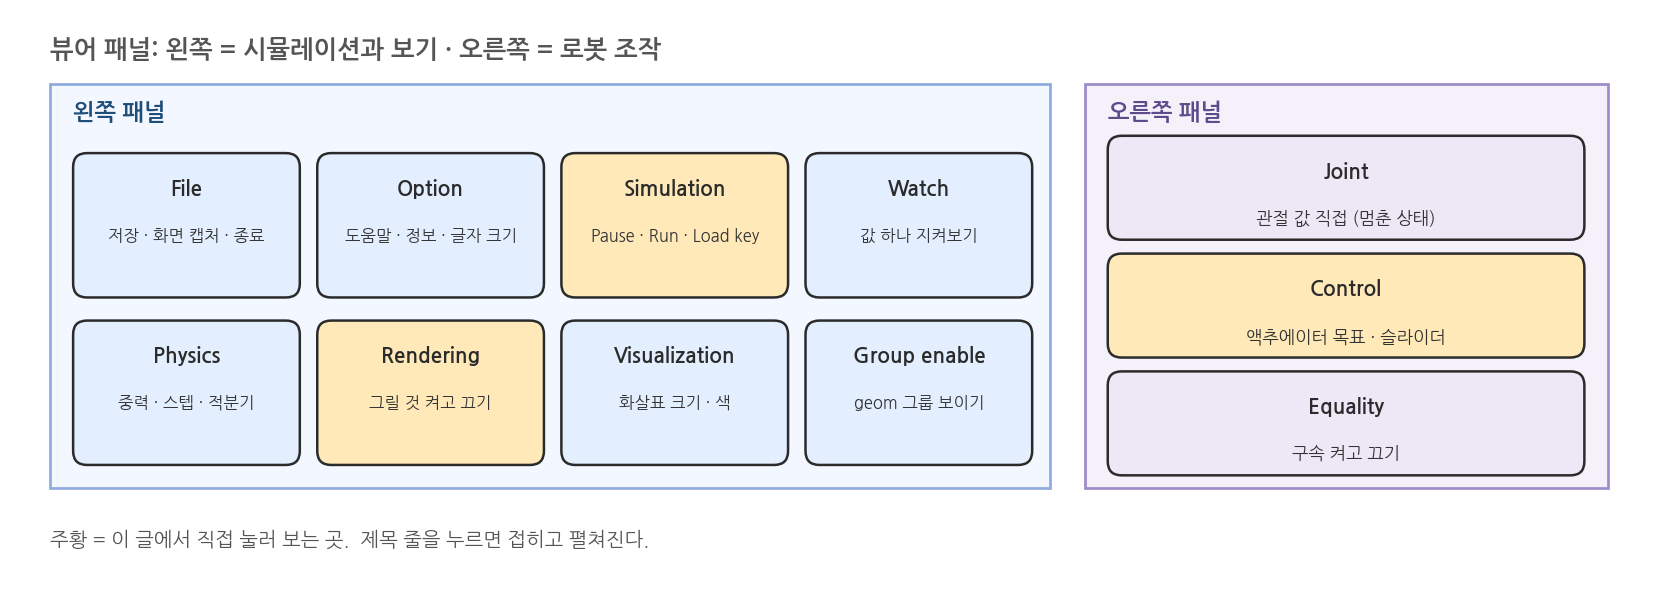 뷰어 패널: 왼쪽 = 시뮬레이션과 보기 · 오른쪽 = 로봇 조작
왼쪽 패널
File
저장 · 화면 캡처 · 종료
Option
도움말 · 정보 · 글자 크기
Simulation
Pause · Run · Load key
Watch
값 하나 지켜보기
Physics
중력 · 스텝 · 적분기
Rendering
그릴 것 켜고 끄기
Visualization
화살표 크기 · 색
Group enable
geom 그룹 보이기
오른쪽 패널
Joint
관절 값 직접 (멈춘 상태)
Control
액추에이터 목표 · 슬라이더
Equality
구속 켜고 끄기
주황 = 이 글에서 직접 눌러 보는 곳. 제목 줄을 누르면 접히고 펼쳐진다.